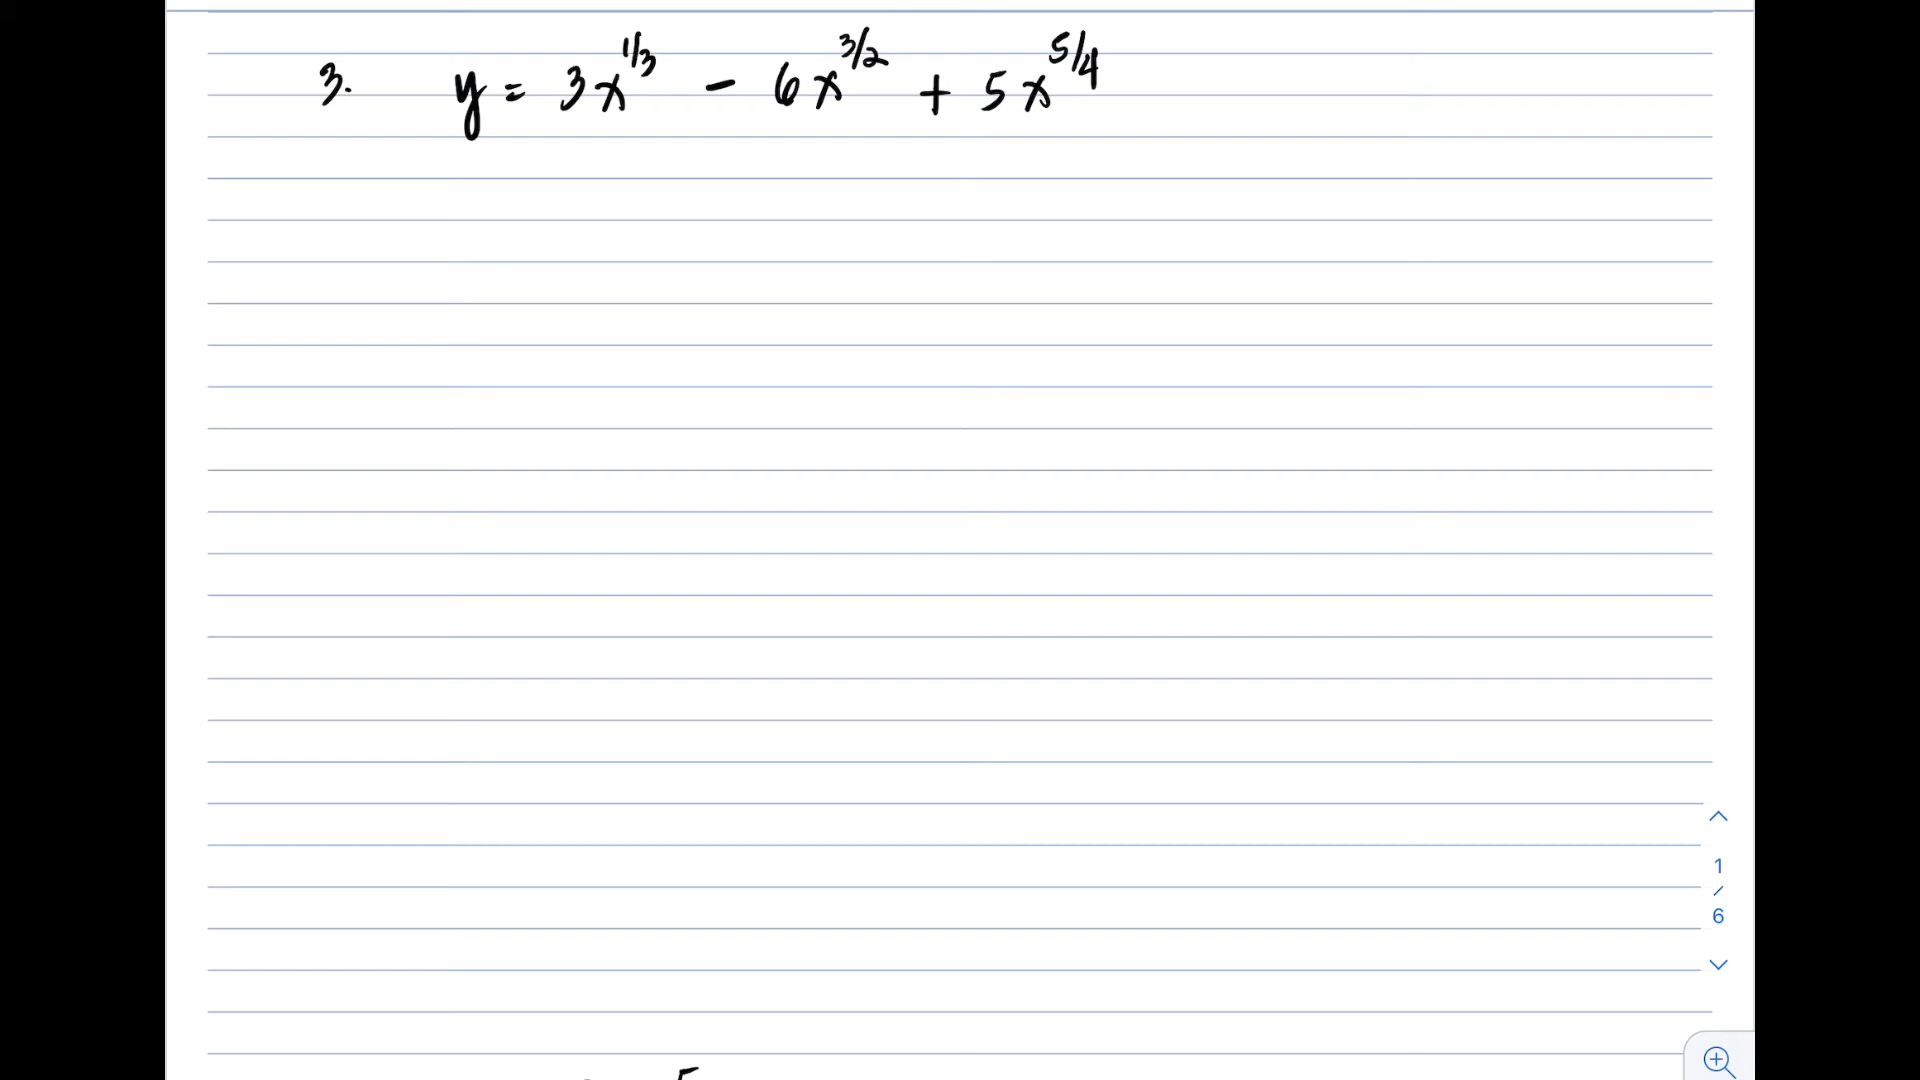 3. y = 3x^{1/3} - 6x^{3/2} + 5x^{5/4}
1
/
6